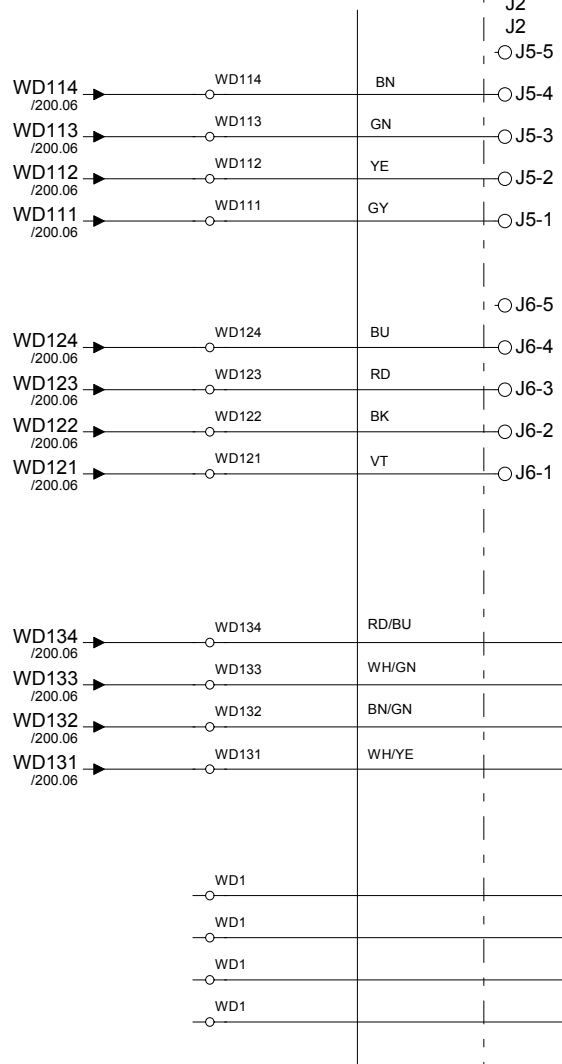 J2
J2
J5-5
WD114 WD114 BN J5-4
/200.06
WD113 WD113 GN J5-3
/200.06
WD112 WD112 YE J5-2
/200.06
WD111 WD111 GY J5-1
/200.06
J6-5
WD124 WD124 BU J6-4
/200.06
WD123 WD123 RD J6-3
/200.06
WD122 WD122 BK J6-2
/200.06
WD121 WD121 VT J6-1
/200.06
WD134 WD134 RD/BU
/200.06
WD133 WD133 WH/GN
/200.06
WD132 WD132 BN/GN
/200.06
WD131 WD131 WH/YE
/200.06
WD1
WD1
WD1
WD1